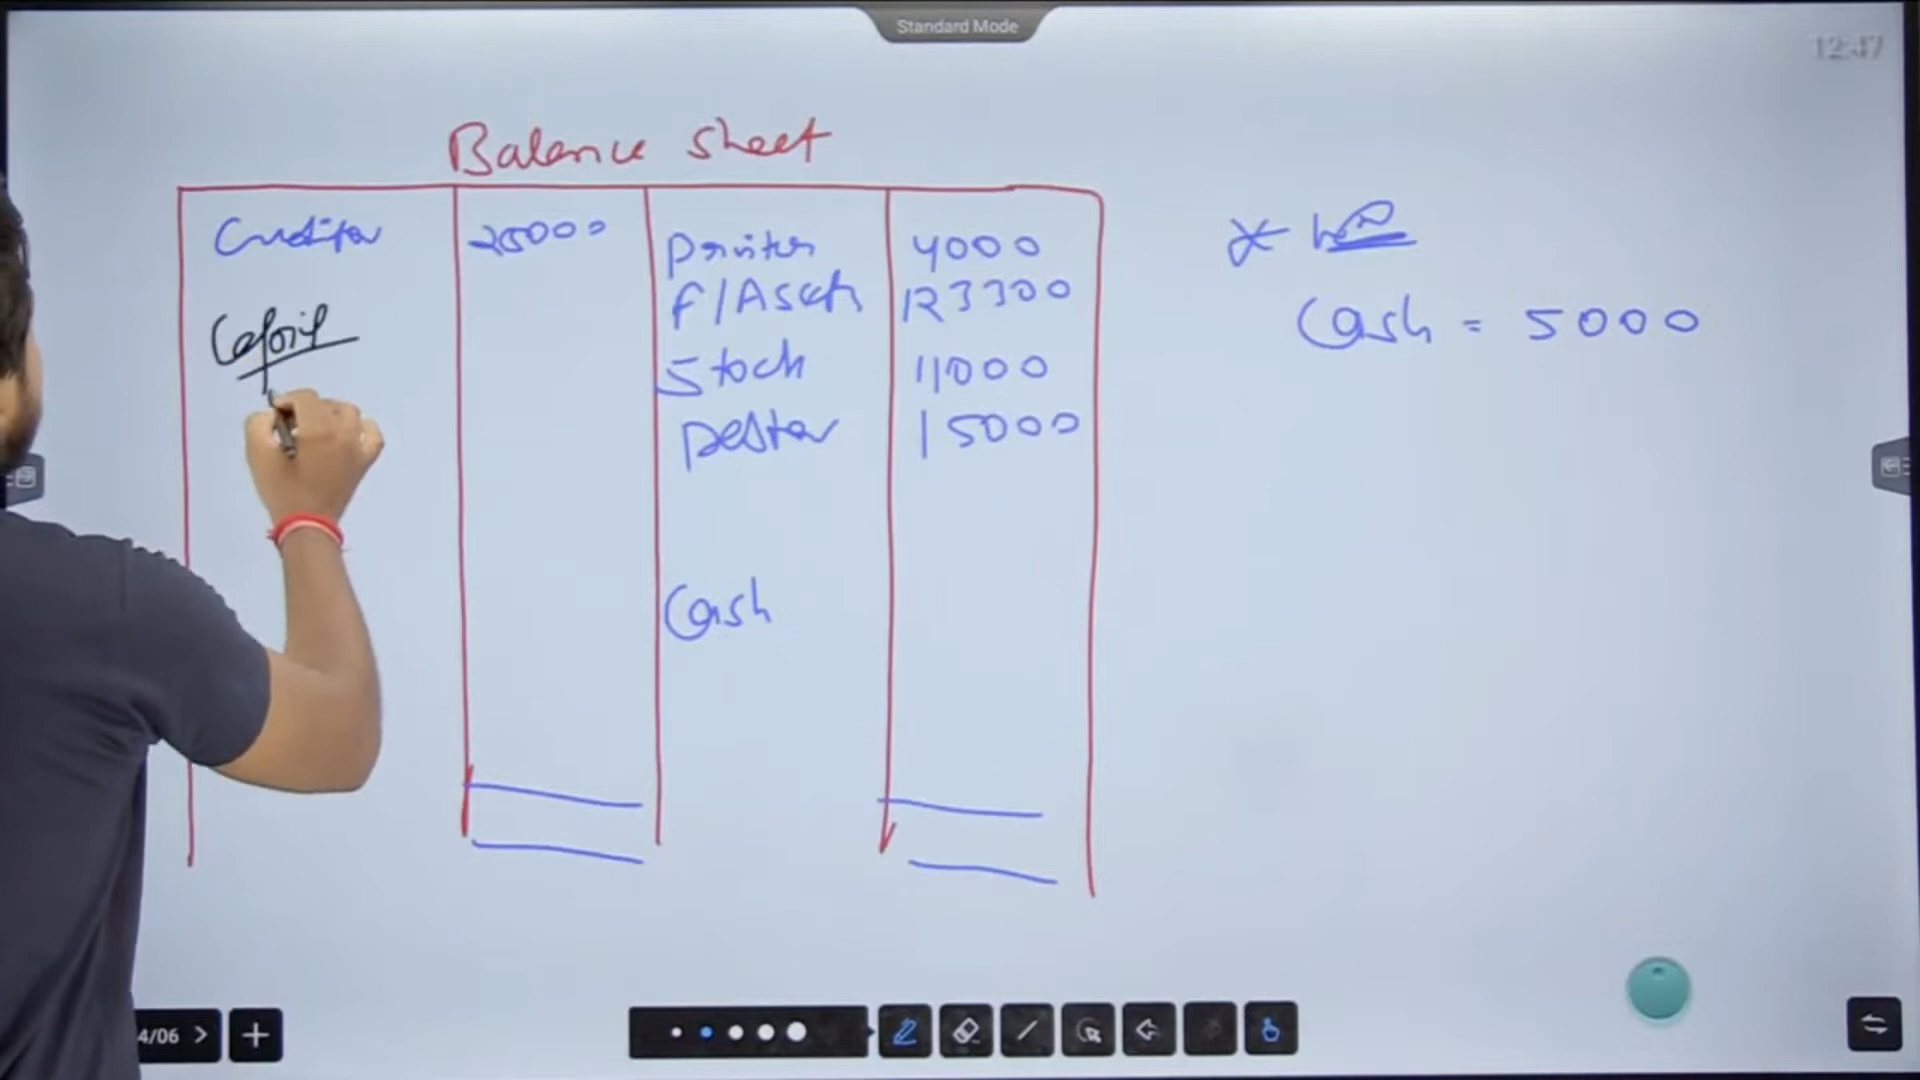 Standard Mode
12:47
Balance sheet
Creditor 25000
Printer 4000
F/Assets 123300
Capital
Stock 11000
Debtor 15000
Cash
Cash = 5000
4/06